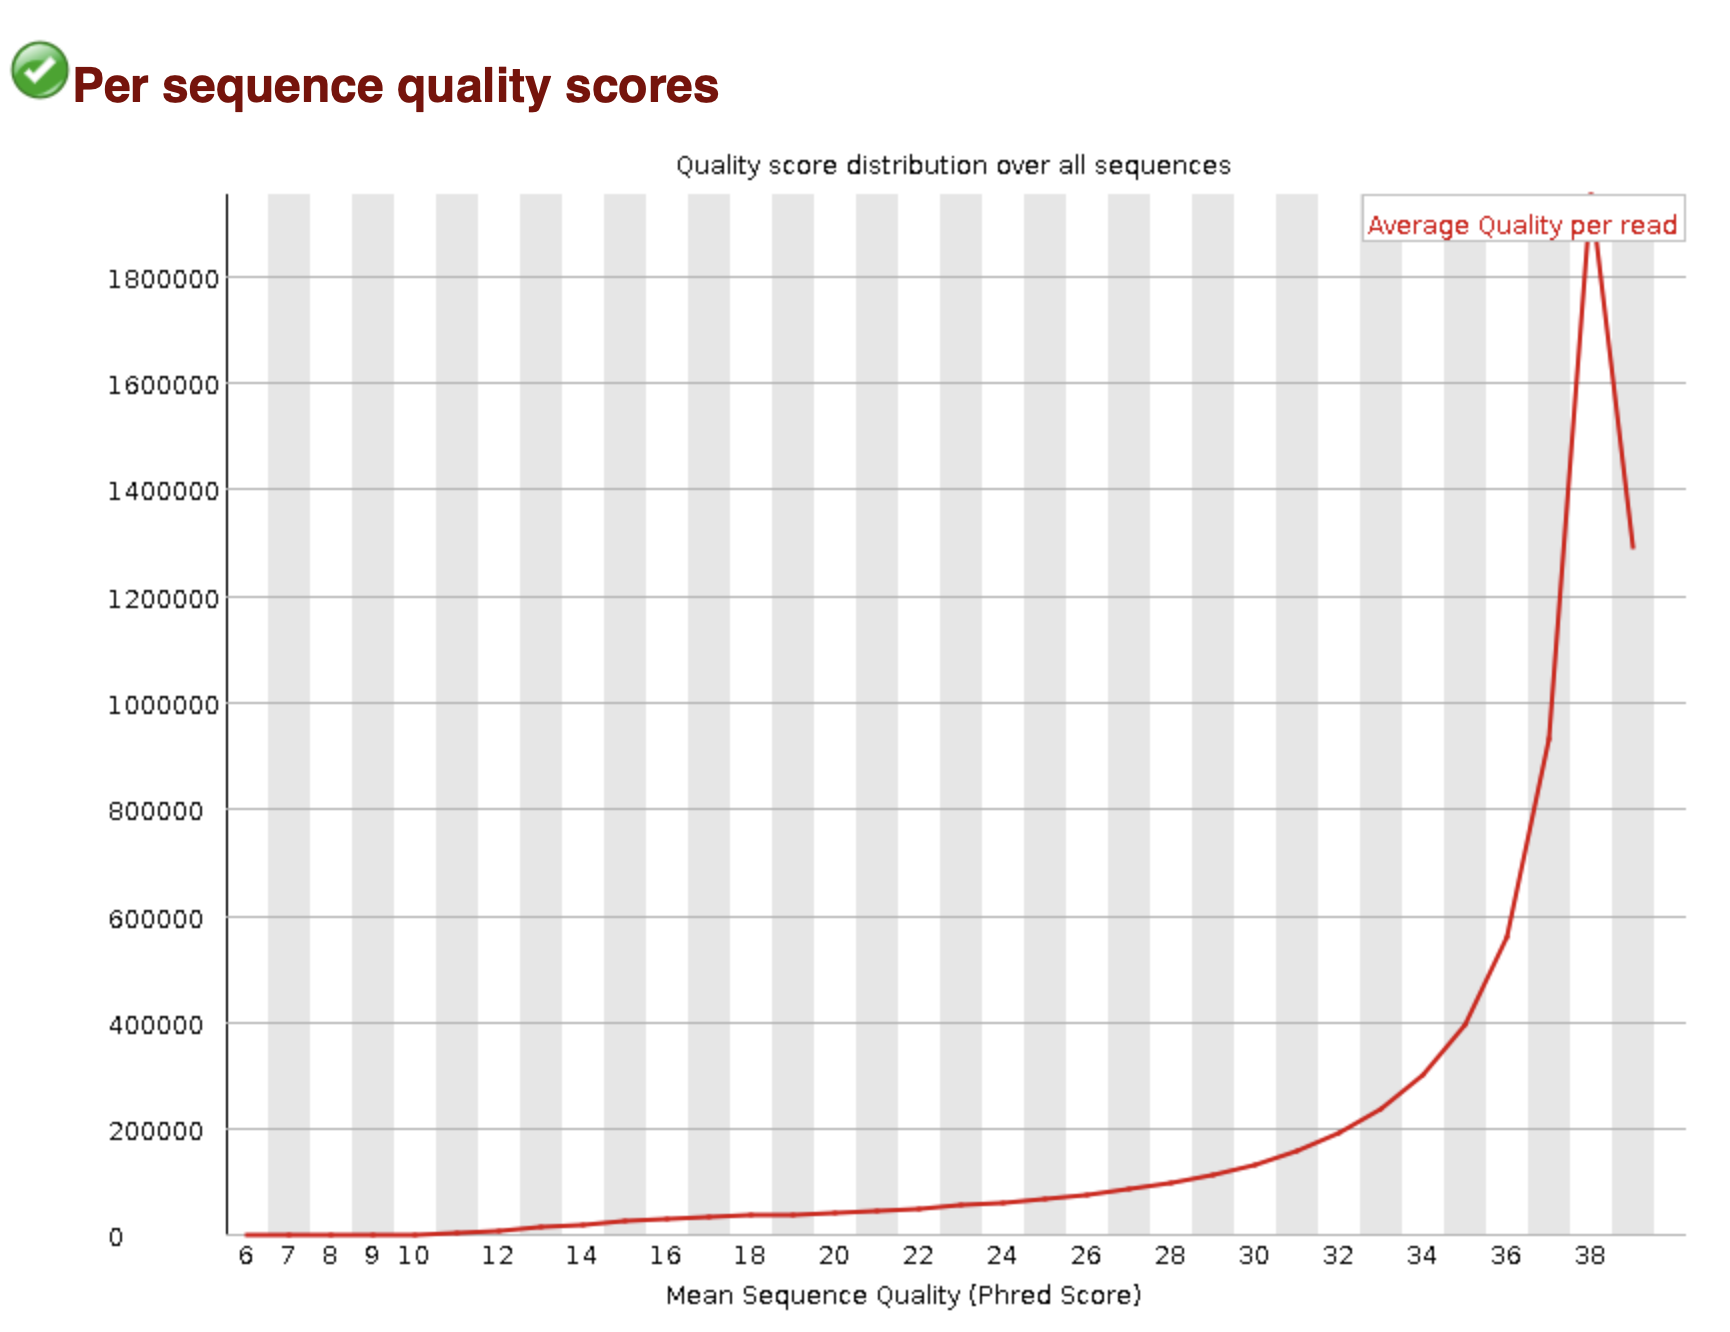 Per sequence quality scores
Quality score distribution over all sequences
Average Quality per read
1800000
1600000
1400000
1200000
1000000
800000
600000
400000
200000
0
6 7 8 9 10 12 14 16 18 20 22 24 26 28 30 32 34 36 38
Mean Sequence Quality (Phred Score)